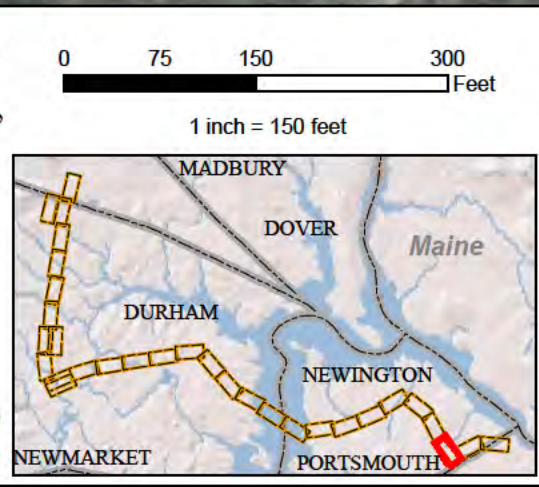 0 75 150 300
Feet
1 inch = 150 feet
MADBURY
DOVER
Maine
DURHAM
NEWINGTON
NEWMARKET
PORTSMOUTH